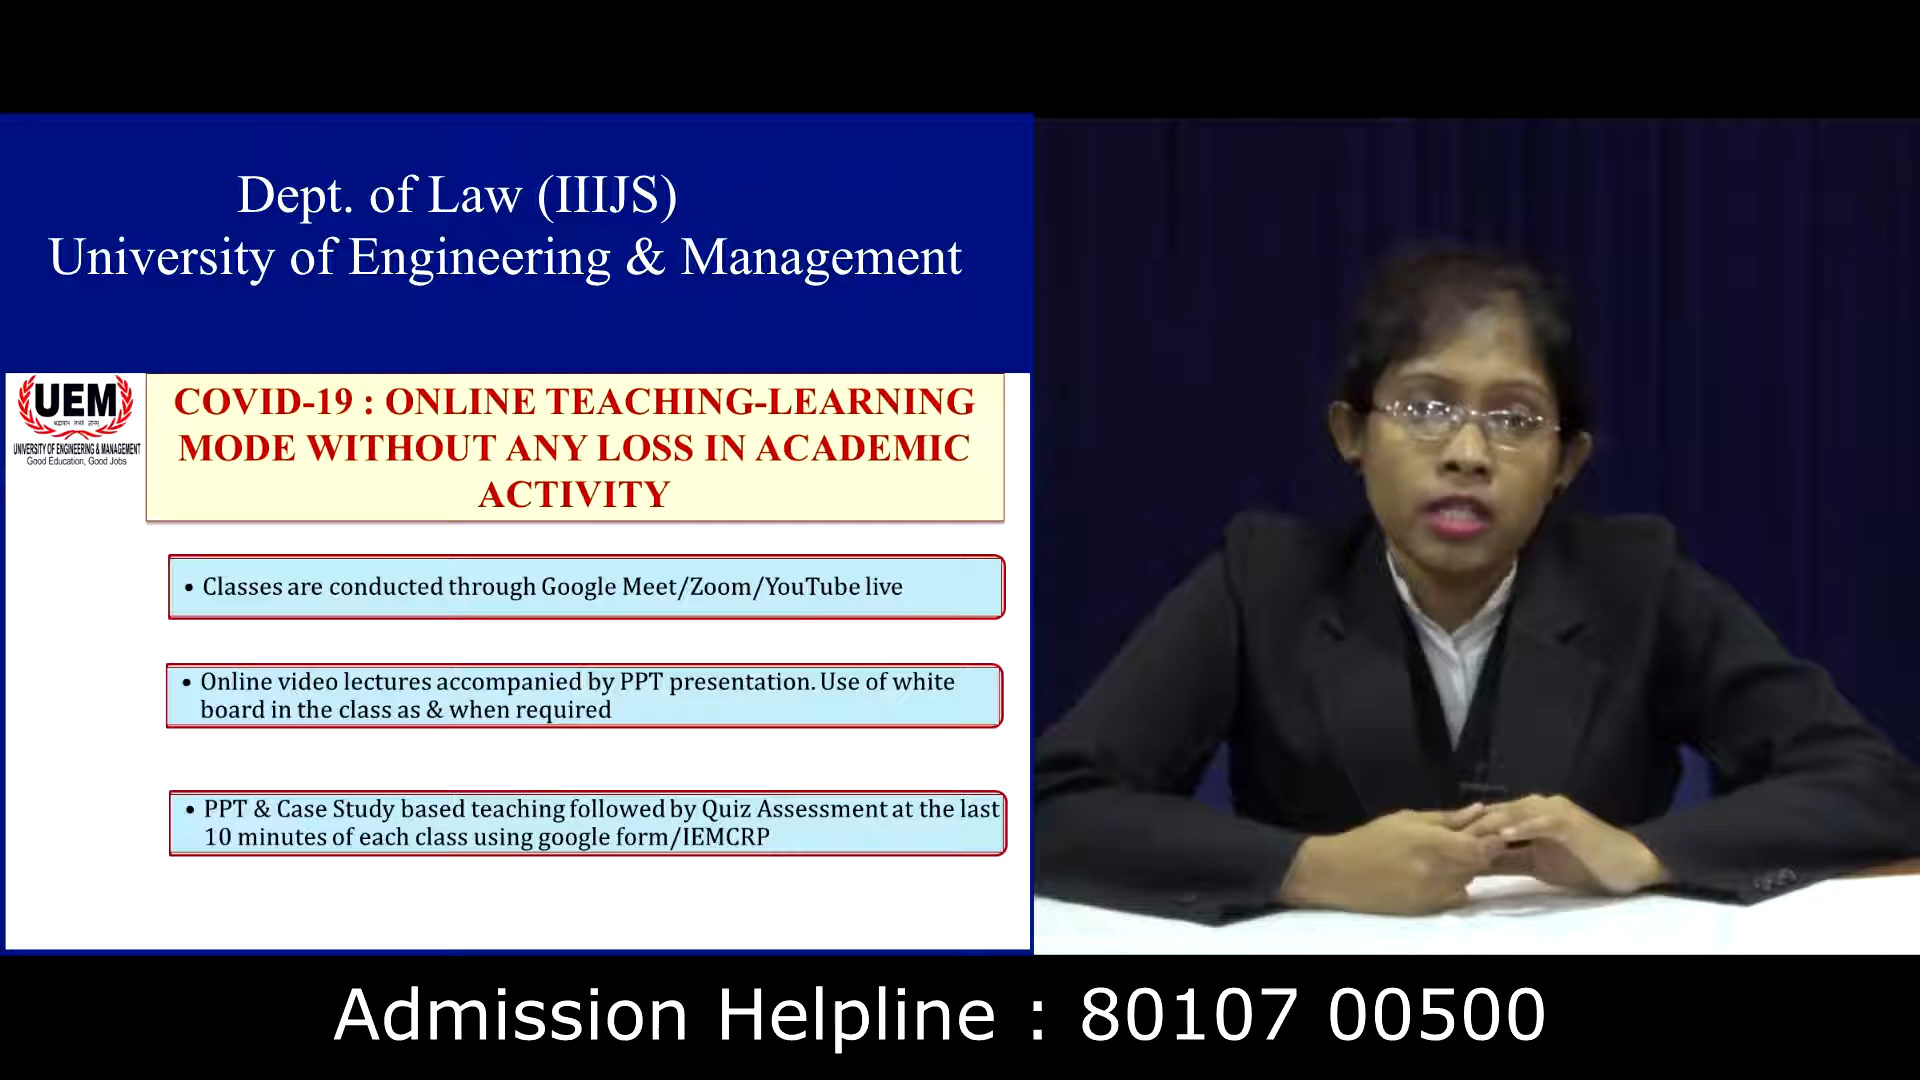 Dept. of Law (IIIJS)
University of Engineering & Management
UEM
UNIVERSITY OF ENGINEERING & MANAGEMENT
Good Education, Good Jobs
COVID-19 : ONLINE TEACHING-LEARNING
MODE WITHOUT ANY LOSS IN ACADEMIC
ACTIVITY
• Classes are conducted through Google Meet/Zoom/YouTube live
• Online video lectures accompanied by PPT presentation. Use of white
board in the class as & when required
• PPT & Case Study based teaching followed by Quiz Assessment at the last
10 minutes of each class using google form/IEMCRP
Admission Helpline : 80107 00500